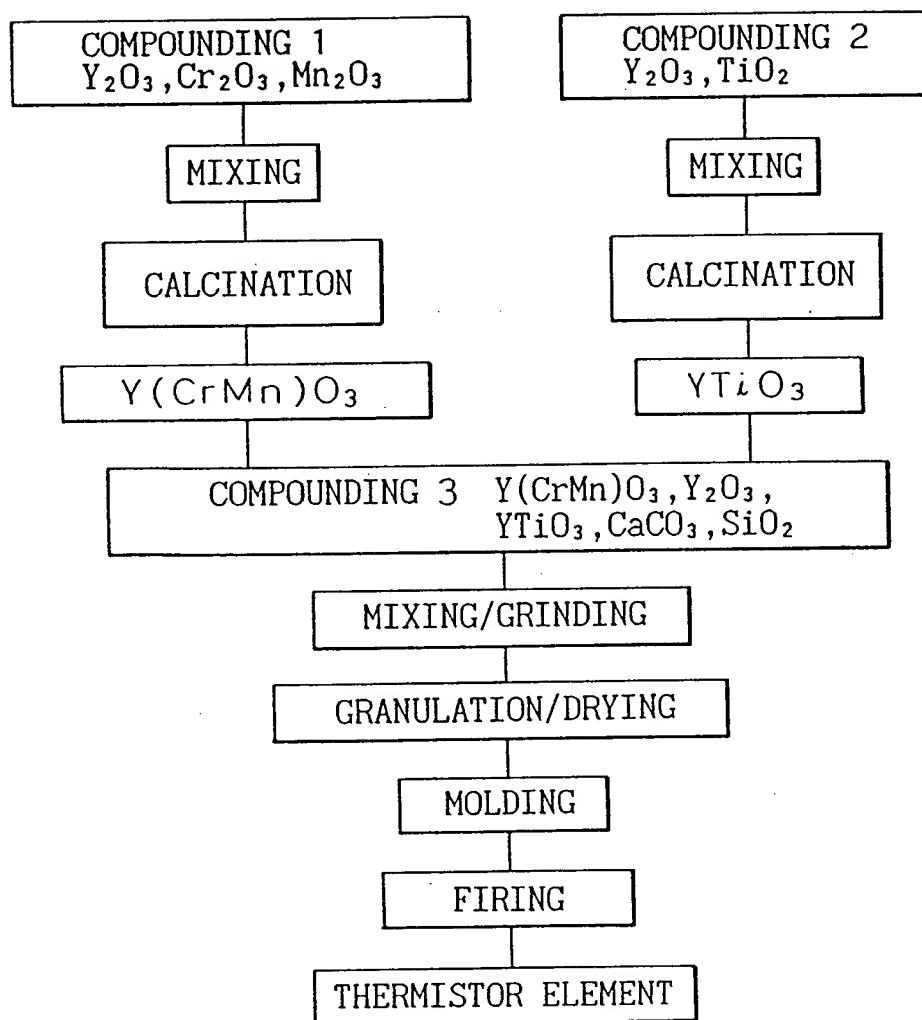 COMPOUNDING 1
Y₂O₃,Cr₂O₃,Mn₂O₃
COMPOUNDING 2
Y₂O₃,TiO₂
MIXING
MIXING
CALCINATION
CALCINATION
Y(CrMn)O₃
YTiO₃
COMPOUNDING 3 Y(CrMn)O₃,Y₂O₃,
YTiO₃,CaCO₃,SiO₂
MIXING/GRINDING
GRANULATION/DRYING
MOLDING
FIRING
THERMISTOR ELEMENT